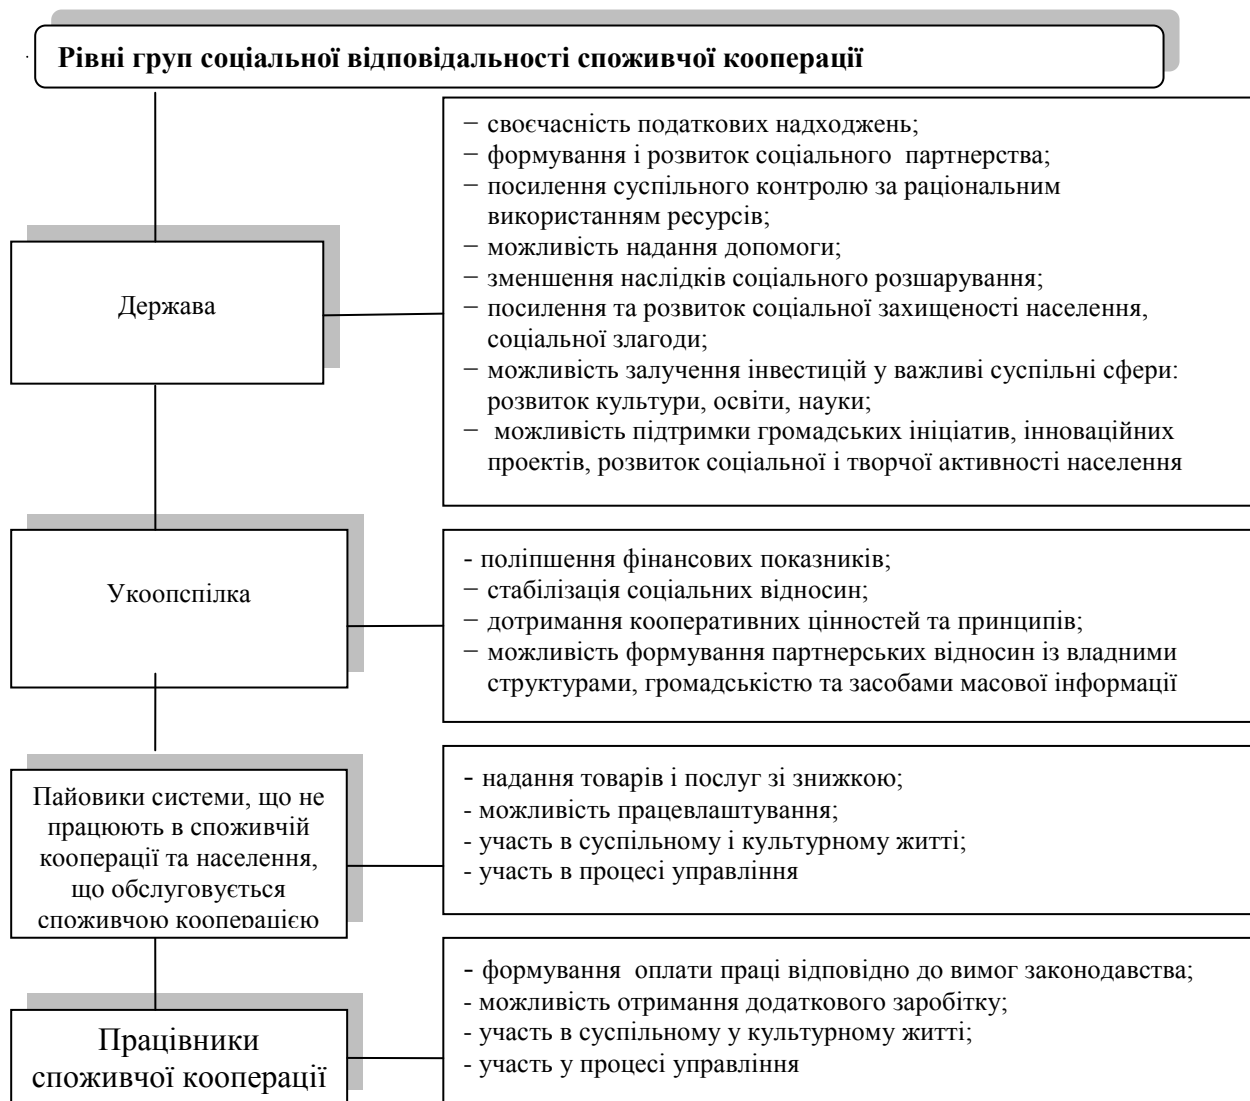 Рівні груп соціальної відповідальності споживчої кооперації
− своєчасність податкових надходжень;
− формування і розвиток соціального партнерства;
− посилення суспільного контролю за раціональним
використанням ресурсів;
− можливість надання допомоги;
− зменшення наслідків соціального розшарування;
− посилення та розвиток соціальної захищеності населення,
соціальної злагоди;
− можливість залучення інвестицій у важливі суспільні сфери:
розвиток культури, освіти, науки;
− можливість підтримки громадських ініціатив, інноваційних
проектів, розвиток соціальної і творчої активності населення
Держава
- поліпшення фінансових показників;
− стабілізація соціальних відносин;
− дотримання кооперативних цінностей та принципів;
− можливість формування партнерських відносин із владними
структурами, громадськістю та засобами масової інформації
Укоопспілка
- надання товарів і послуг зі знижкою;
- можливість працевлаштування;
- участь в суспільному і культурному житті;
- участь в процесі управління
Пайовики системи, що не
працюють в споживчій
кооперації та населення,
що обслуговується
споживчою кооперацією
- формування оплати праці відповідно до вимог законодавства;
- можливість отримання додаткового заробітку;
- участь в суспільному у культурному житті;
- участь у процесі управління
Працівники
споживчої кооперації